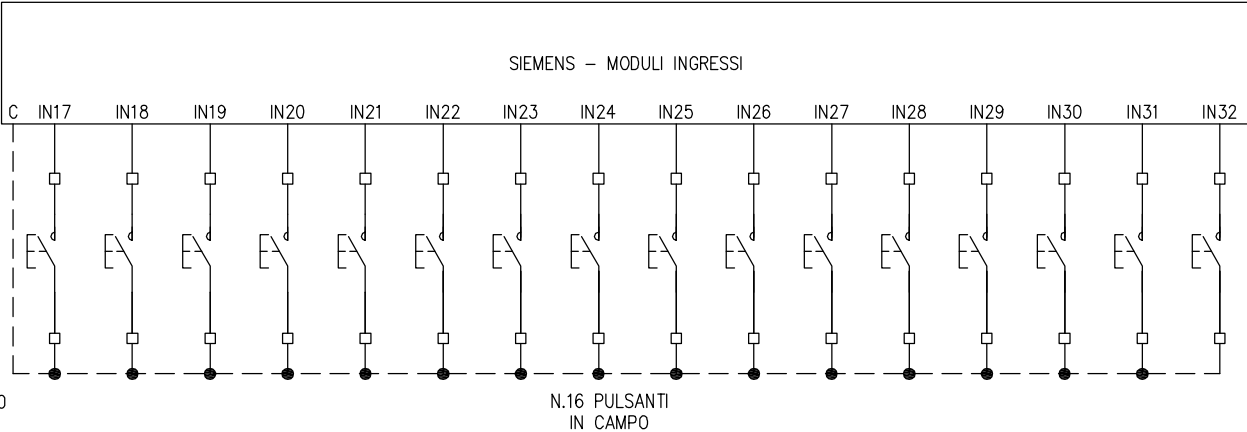 SIEMENS – MODULI INGRESSI
C IN17 IN18 IN19 IN20 IN21 IN22 IN23 IN24 IN25 IN26 IN27 IN28 IN29 IN30 IN31 IN32
N.16 PULSANTI
IN CAMPO